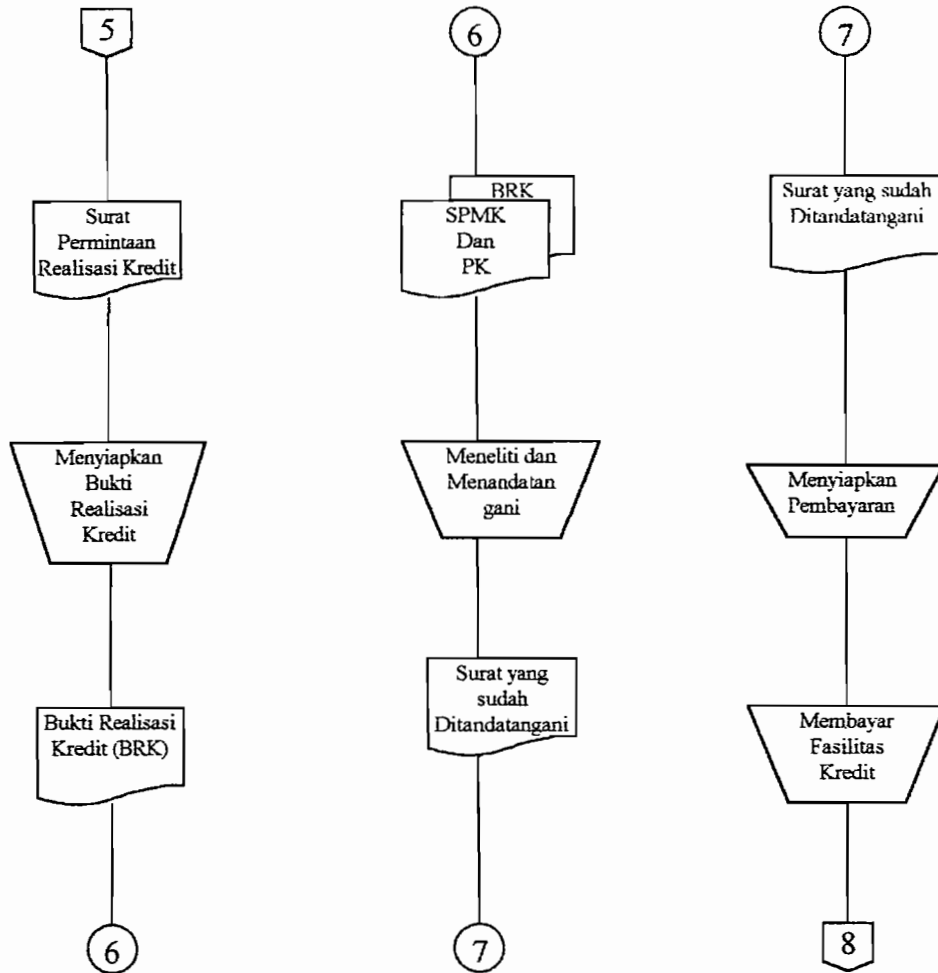 5
Surat
Permintaan
Realisasi Kredit
Menyiapkan
Bukti
Realisasi
Kredit
Bukti Realisasi
Kredit (BRK)
6
6
BRK
SPMK
Dan
PK
Meneliti dan
Menandatan
gani
Surat yang
sudah
Ditandatangani
7
7
Surat yang sudah
Ditandatangani
Menyiapkan
Pembayaran
Membayar
Fasilitas
Kredit
8